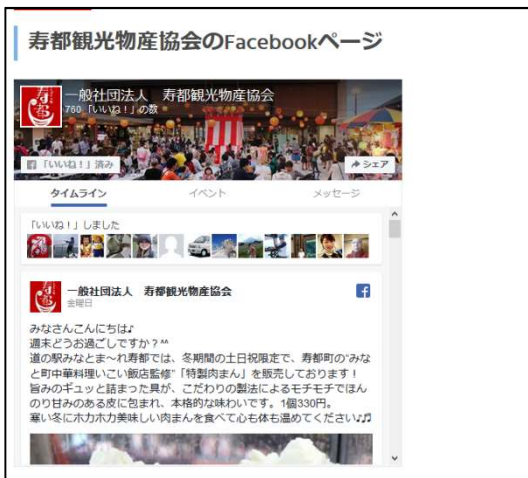 寿都観光物産協会のFacebookページ
寿都
一般社団法人　寿都観光物産協会
760「いいね！」の数
「いいね！」済み
シェア
タイムライン
イベント
メッセージ
「いいね！」しました
寿都
一般社団法人　寿都観光物産協会
金曜日
みなさんこんにちは♪
週末どうお過ごしですか？^^
道の駅みなとま～れ寿都では、冬期間の土日祝限定で、寿都町の“みな
と町中華料理いこい飯店監修”「特製肉まん」を販売しております！
旨みのギュッと詰まった具が、こだわりの製法によるモチモチでほん
のり甘みのある皮に包まれ、本格的な味わいです。1個330円。
寒い冬にホカホカ美味しい肉まんを食べて心も体も温めてください♪♬